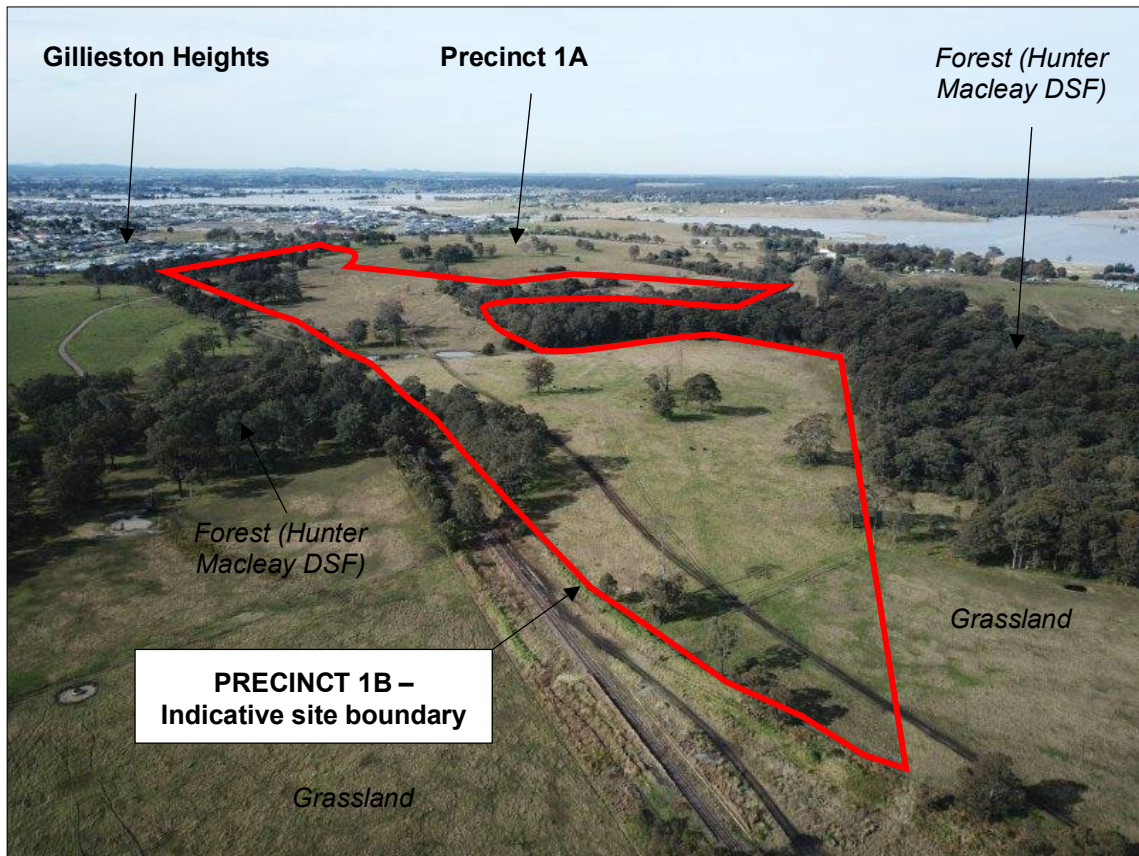 Gillieston Heights
Precinct 1A
Forest (Hunter
Macleay DSF)
Forest (Hunter
Macleay DSF)
Grassland
PRECINCT 1B –
Indicative site boundary
Grassland